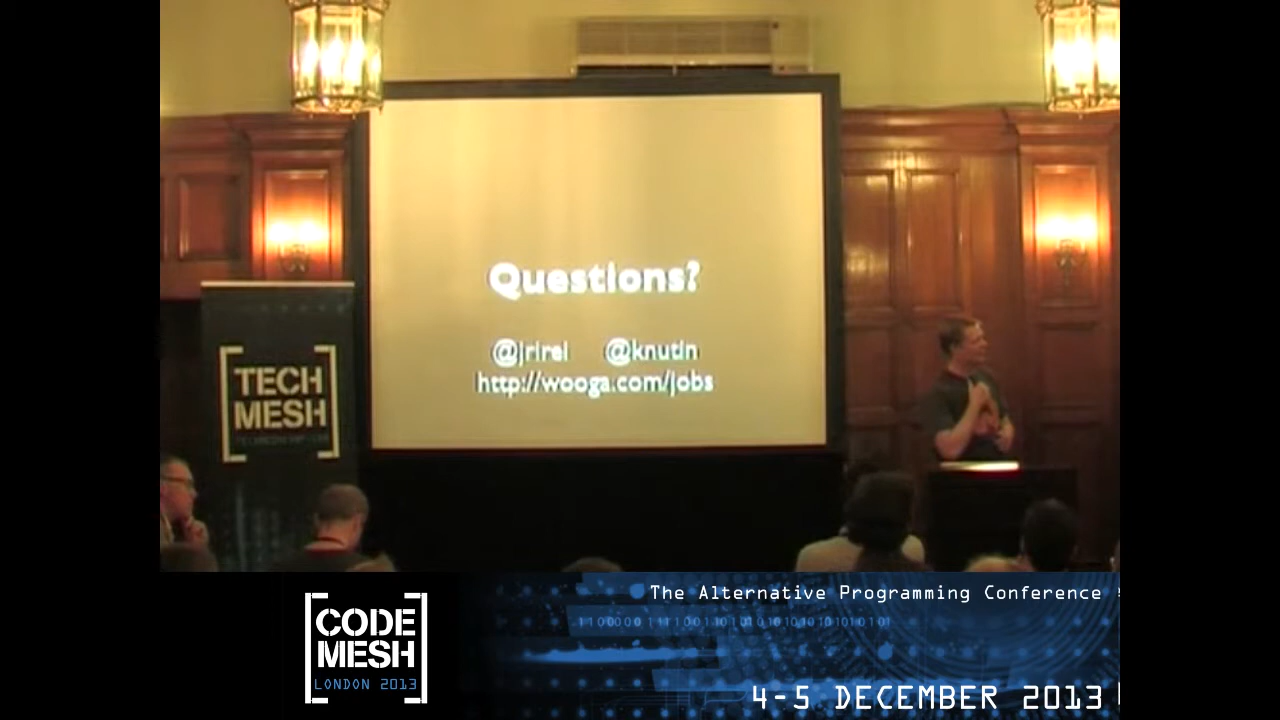 Questions?
@jrirei @knutin
http://wooga.com/jobs
TECH
MESH
CODE
MESH
LONDON 2013
The Alternative Programming Conference
4-5 DECEMBER 2013